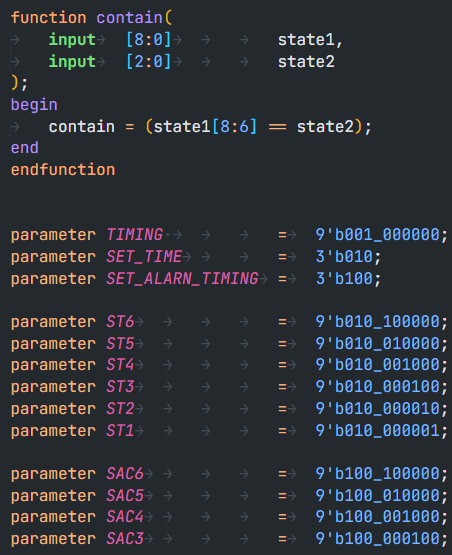 function contain(
input [8:0] state1,
input [2:0] state2
);
begin
contain = (state1[8:6] == state2);
end
endfunction
parameter TIMING = 9'b001_000000;
parameter SET_TIME = 3'b010;
parameter SET_ALARN_TIMING = 3'b100;
parameter ST6 = 9'b010_100000;
parameter ST5 = 9'b010_010000;
parameter ST4 = 9'b010_001000;
parameter ST3 = 9'b010_000100;
parameter ST2 = 9'b010_000010;
parameter ST1 = 9'b010_000001;
parameter SAC6 = 9'b100_100000;
parameter SAC5 = 9'b100_010000;
parameter SAC4 = 9'b100_001000;
parameter SAC3 = 9'b100_000100;